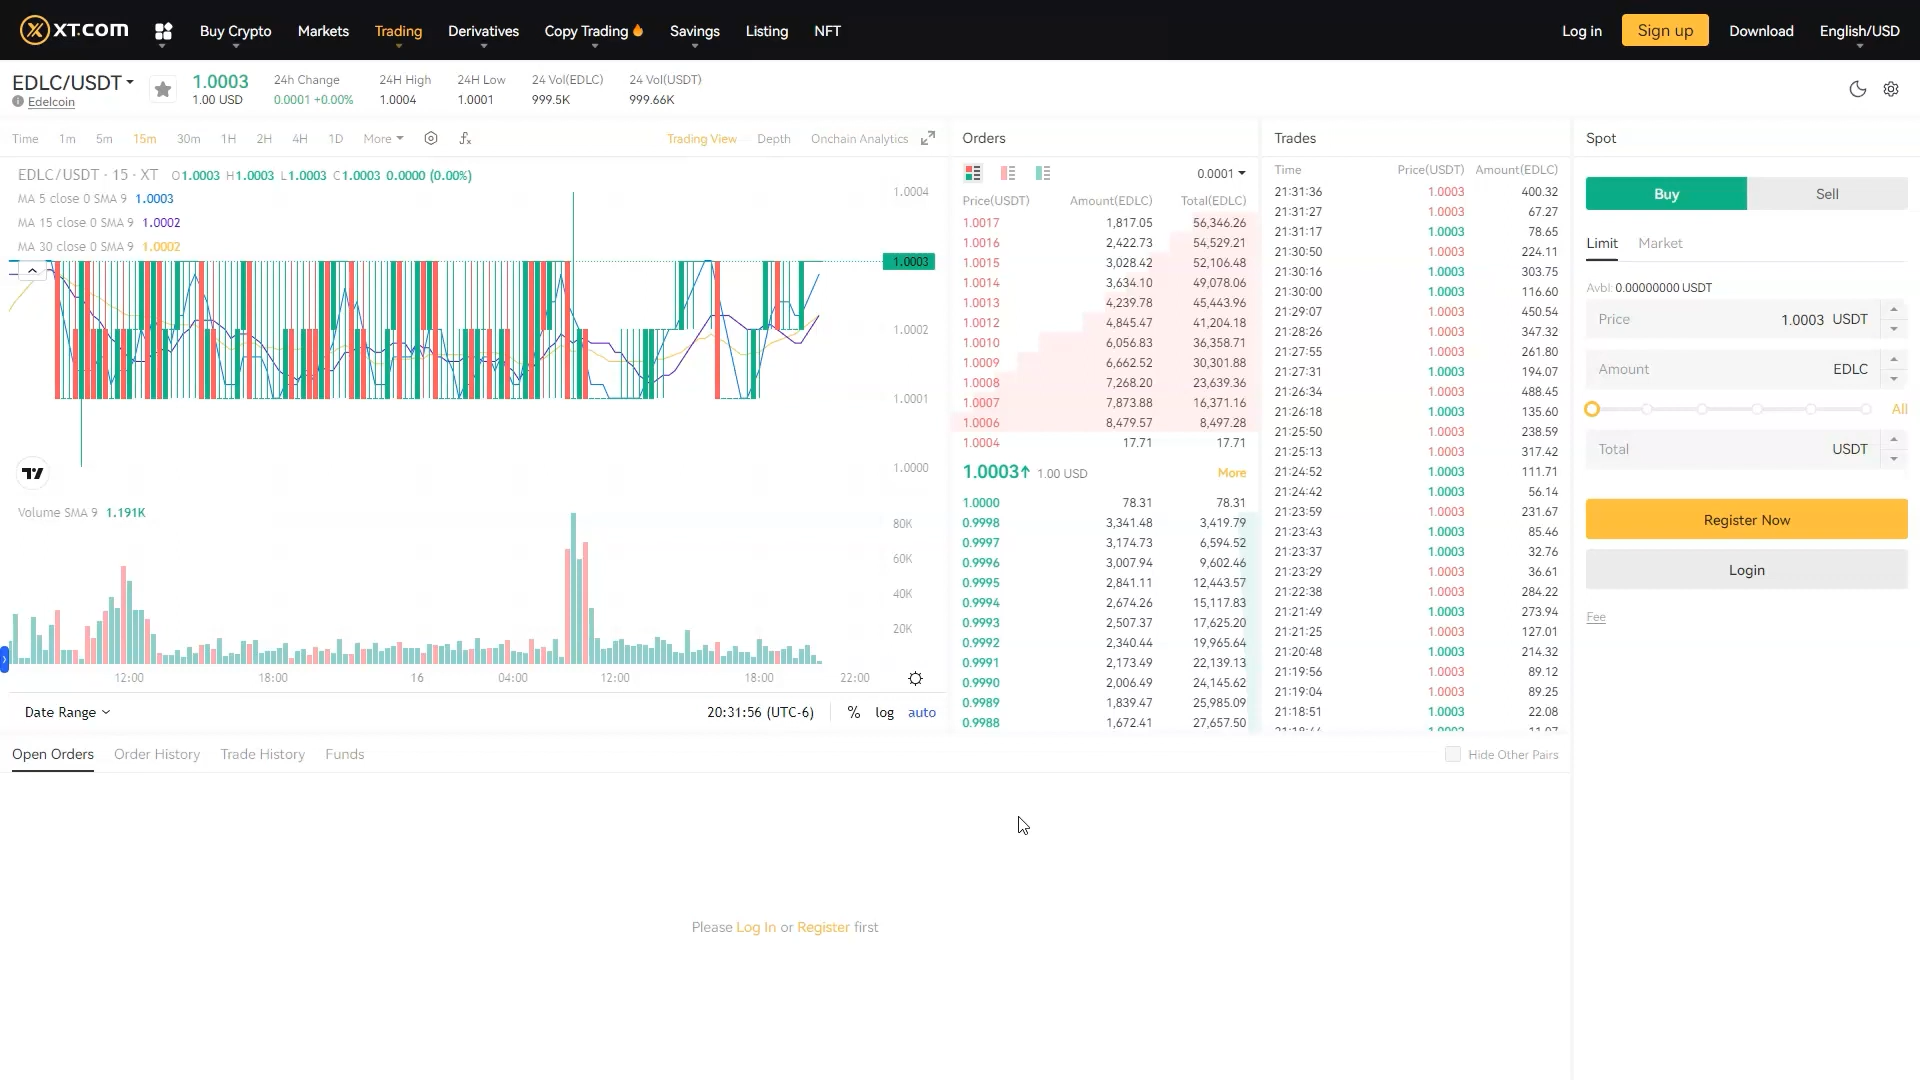 XT.COM
Buy Crypto Markets Trading Derivatives Copy Trading Savings Listing NFT
Log in Sign up Download English/USD
EDLC/USDT
Edelcoin
1.0003
1.00 USD
24h Change
0.0001 +0.00%
24H High
1.0004
24H Low
1.0001
24 Vol(EDLC)
999.5K
24 Vol(USDT)
999.66K
Time 1m 5m 15m 30m 1H 2H 4H 1D More
Trading View Depth Onchain Analytics
EDLC/USDT · 15 · XT O1.0003 H1.0003 L1.0003 C1.0003 0.0000 (0.00%)
MA 5 close 0 SMA 9 1.0003
MA 15 close 0 SMA 9 1.0002
MA 30 close 0 SMA 9 1.0002
1.0004
1.0003
1.0002
1.0001
1.0000
Volume SMA 9 1.191K
80K
60K
40K
20K
12:00 18:00 16 04:00 12:00 18:00 22:00
Date Range
20:31:56 (UTC-6) % log auto
Orders
0.0001
Price(USDT) Amount(EDLC) Total(EDLC)
1.0017 1,817.05 56,346.26
1.0016 2,422.73 54,529.21
1.0015 3,028.42 52,106.48
1.0014 3,634.10 49,078.06
1.0013 4,239.78 45,443.96
1.0012 4,845.47 41,204.18
1.0010 6,056.83 36,358.71
1.0009 6,662.52 30,301.88
1.0008 7,268.20 23,639.36
1.0007 7,873.88 16,371.16
1.0006 8,479.57 8,497.28
1.0004 17.71 17.71
1.0003↑ 1.00 USD More
1.0000 78.31 78.31
0.9998 3,341.48 3,419.79
0.9997 3,174.73 6,594.52
0.9996 3,007.94 9,602.46
0.9995 2,841.11 12,443.57
0.9994 2,674.26 15,117.83
0.9993 2,507.37 17,625.20
0.9992 2,340.44 19,965.64
0.9991 2,173.49 22,139.13
0.9990 2,006.49 24,145.62
0.9989 1,839.47 25,985.09
0.9988 1,672.41 27,657.50
Trades
Time Price(USDT) Amount(EDLC)
21:31:36 1.0003 400.32
21:31:27 1.0003 67.27
21:31:17 1.0003 78.65
21:30:50 1.0003 224.11
21:30:16 1.0003 303.75
21:30:00 1.0003 116.60
21:29:07 1.0003 450.54
21:28:26 1.0003 347.32
21:27:55 1.0003 261.80
21:27:31 1.0003 194.07
21:26:34 1.0003 488.45
21:26:18 1.0003 135.60
21:25:50 1.0003 238.59
21:25:13 1.0003 317.42
21:24:52 1.0003 111.71
21:24:42 1.0003 56.14
21:23:59 1.0003 231.67
21:23:43 1.0003 85.46
21:23:37 1.0003 32.76
21:23:29 1.0003 36.61
21:22:38 1.0003 284.22
21:21:49 1.0003 273.94
21:21:25 1.0003 127.01
21:20:48 1.0003 214.32
21:19:56 1.0003 89.12
21:19:04 1.0003 89.25
21:18:51 1.0003 22.08
Spot
Buy Sell
Limit Market
Avbl: 0.00000000 USDT
Price 1.0003 USDT
Amount EDLC
All
Total USDT
Register Now
Login
Fee
Open Orders Order History Trade History Funds
Hide Other Pairs
Please Log In or Register first